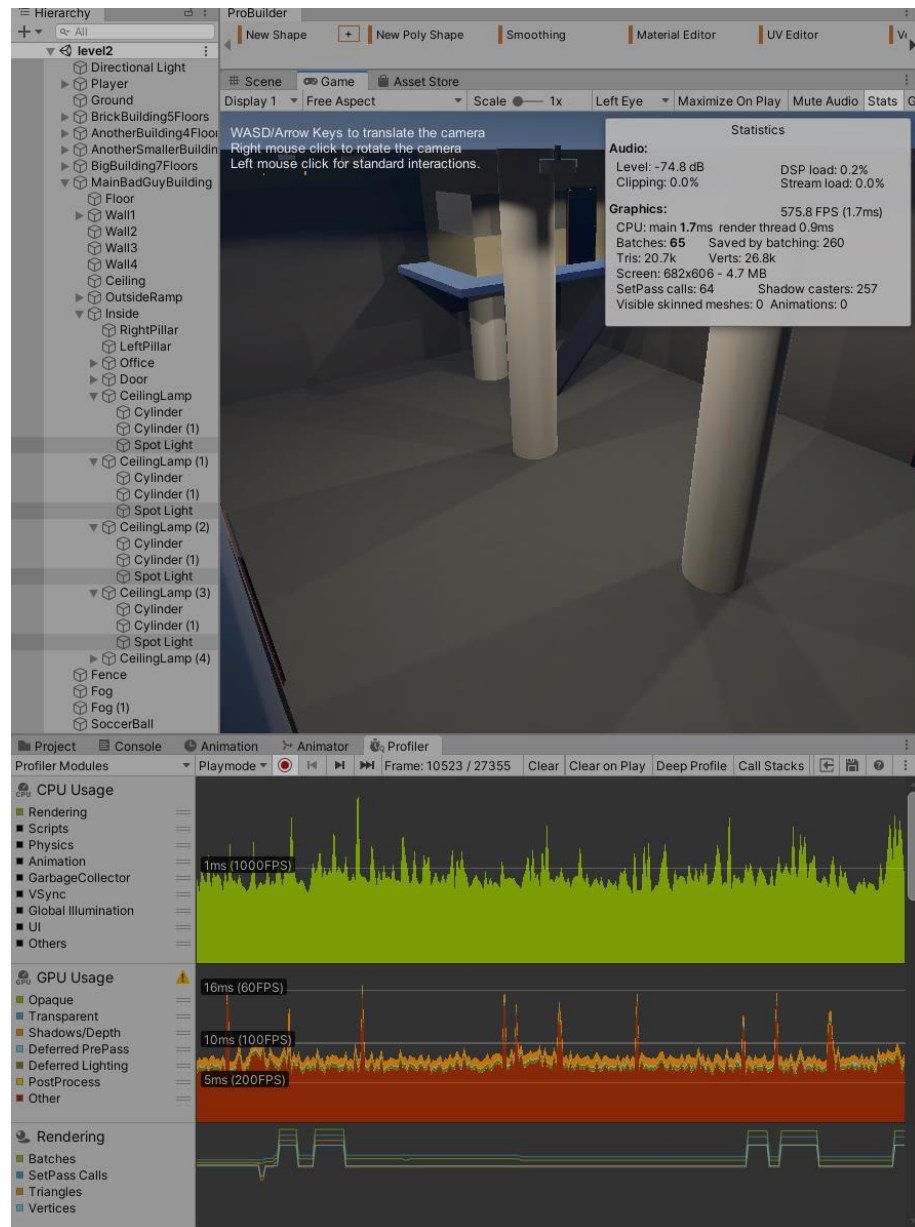 Hierarchy
All
level2
Directional Light
Player
Ground
BrickBuilding5Floors
AnotherBuilding4Floor
AnotherSmallerBuildin
BigBuilding7Floors
MainBadGuyBuilding
Floor
Wall1
Wall2
Wall3
Wall4
Ceiling
OutsideRamp
Inside
RightPillar
LeftPillar
Office
Door
CeilingLamp
Cylinder
Cylinder (1)
Spot Light
CeilingLamp (1)
Cylinder
Cylinder (1)
Spot Light
CeilingLamp (2)
Cylinder
Cylinder (1)
Spot Light
CeilingLamp (3)
Cylinder
Cylinder (1)
Spot Light
CeilingLamp (4)
Fence
Fog
Fog (1)
SoccerBall
ProBuilder
New Shape + New Poly Shape Smoothing Material Editor UV Editor
# Scene Game Asset Store
Display 1 Free Aspect Scale 1x Left Eye Maximize On Play Mute Audio Stats G
WASD/Arrow Keys to translate the camera
Right mouse click to rotate the camera
Left mouse click for standard interactions.
Statistics
Audio:
Level: -74.8 dB DSP load: 0.2%
Clipping: 0.0% Stream load: 0.0%
Graphics: 575.8 FPS (1.7ms)
CPU: main 1.7ms render thread 0.9ms
Batches: 65 Saved by batching: 260
Tris: 20.7k Verts: 26.8k
Screen: 682x606 - 4.7 MB
SetPass calls: 64 Shadow casters: 257
Visible skinned meshes: 0 Animations: 0
Project Console Animation Animator Profiler
Profiler Modules Playmode Frame: 10523 / 27355 Clear Clear on Play Deep Profile Call Stacks
CPU Usage
Rendering
Scripts
Physics
Animation
GarbageCollector
VSync
Global Illumination
UI
Others
1ms (1000FPS)
GPU Usage
Opaque
Transparent
Shadows/Depth
Deferred PrePass
Deferred Lighting
PostProcess
Other
16ms (60FPS)
10ms (100FPS)
5ms (200FPS)
Rendering
Batches
SetPass Calls
Triangles
Vertices